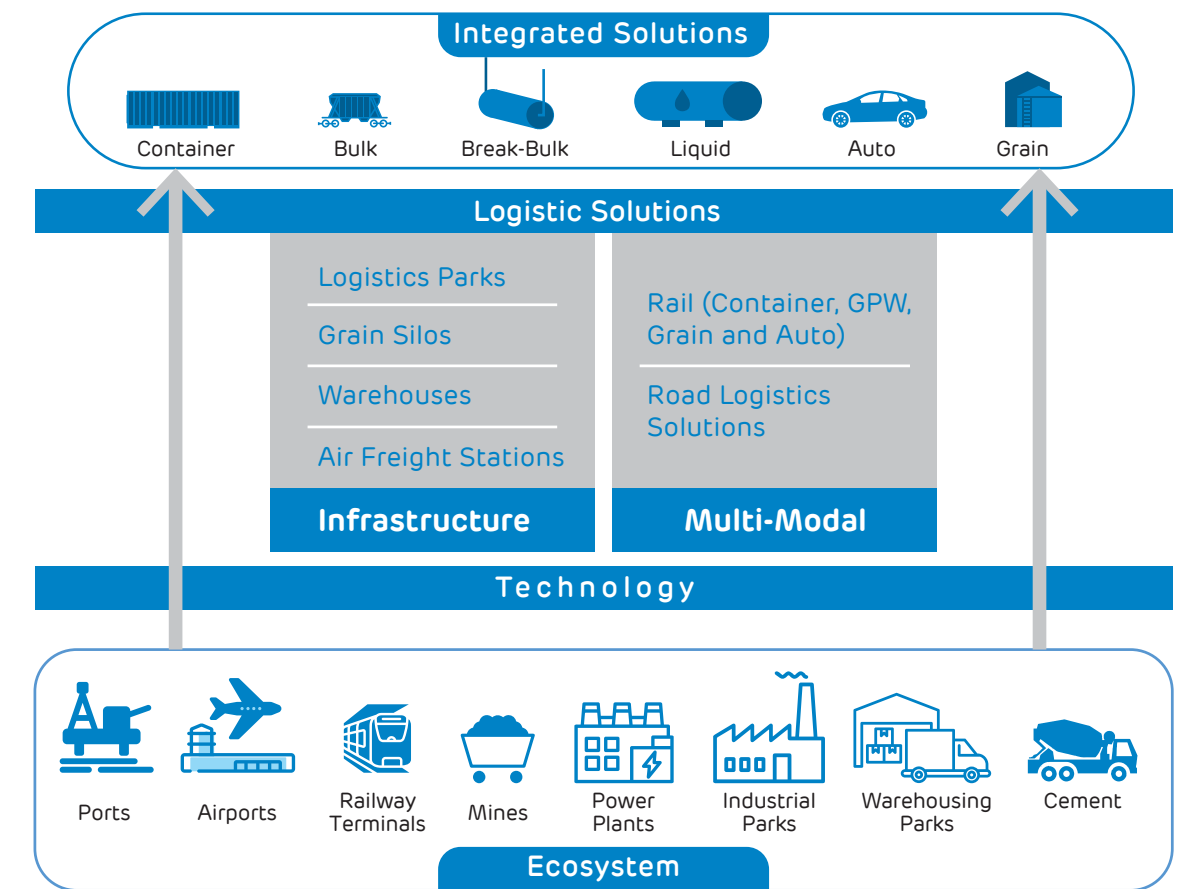 Integrated Solutions
Container
Bulk
Break-Bulk
Liquid
Auto
Grain
Logistic Solutions
Logistics Parks
Grain Silos
Warehouses
Air Freight Stations
Infrastructure
Rail (Container, GPW,
Grain and Auto)
Road Logistics
Solutions
Multi-Modal
Technology
Ports
Airports
Railway
Terminals
Mines
Power
Plants
Industrial
Parks
Warehousing
Parks
Cement
Ecosystem